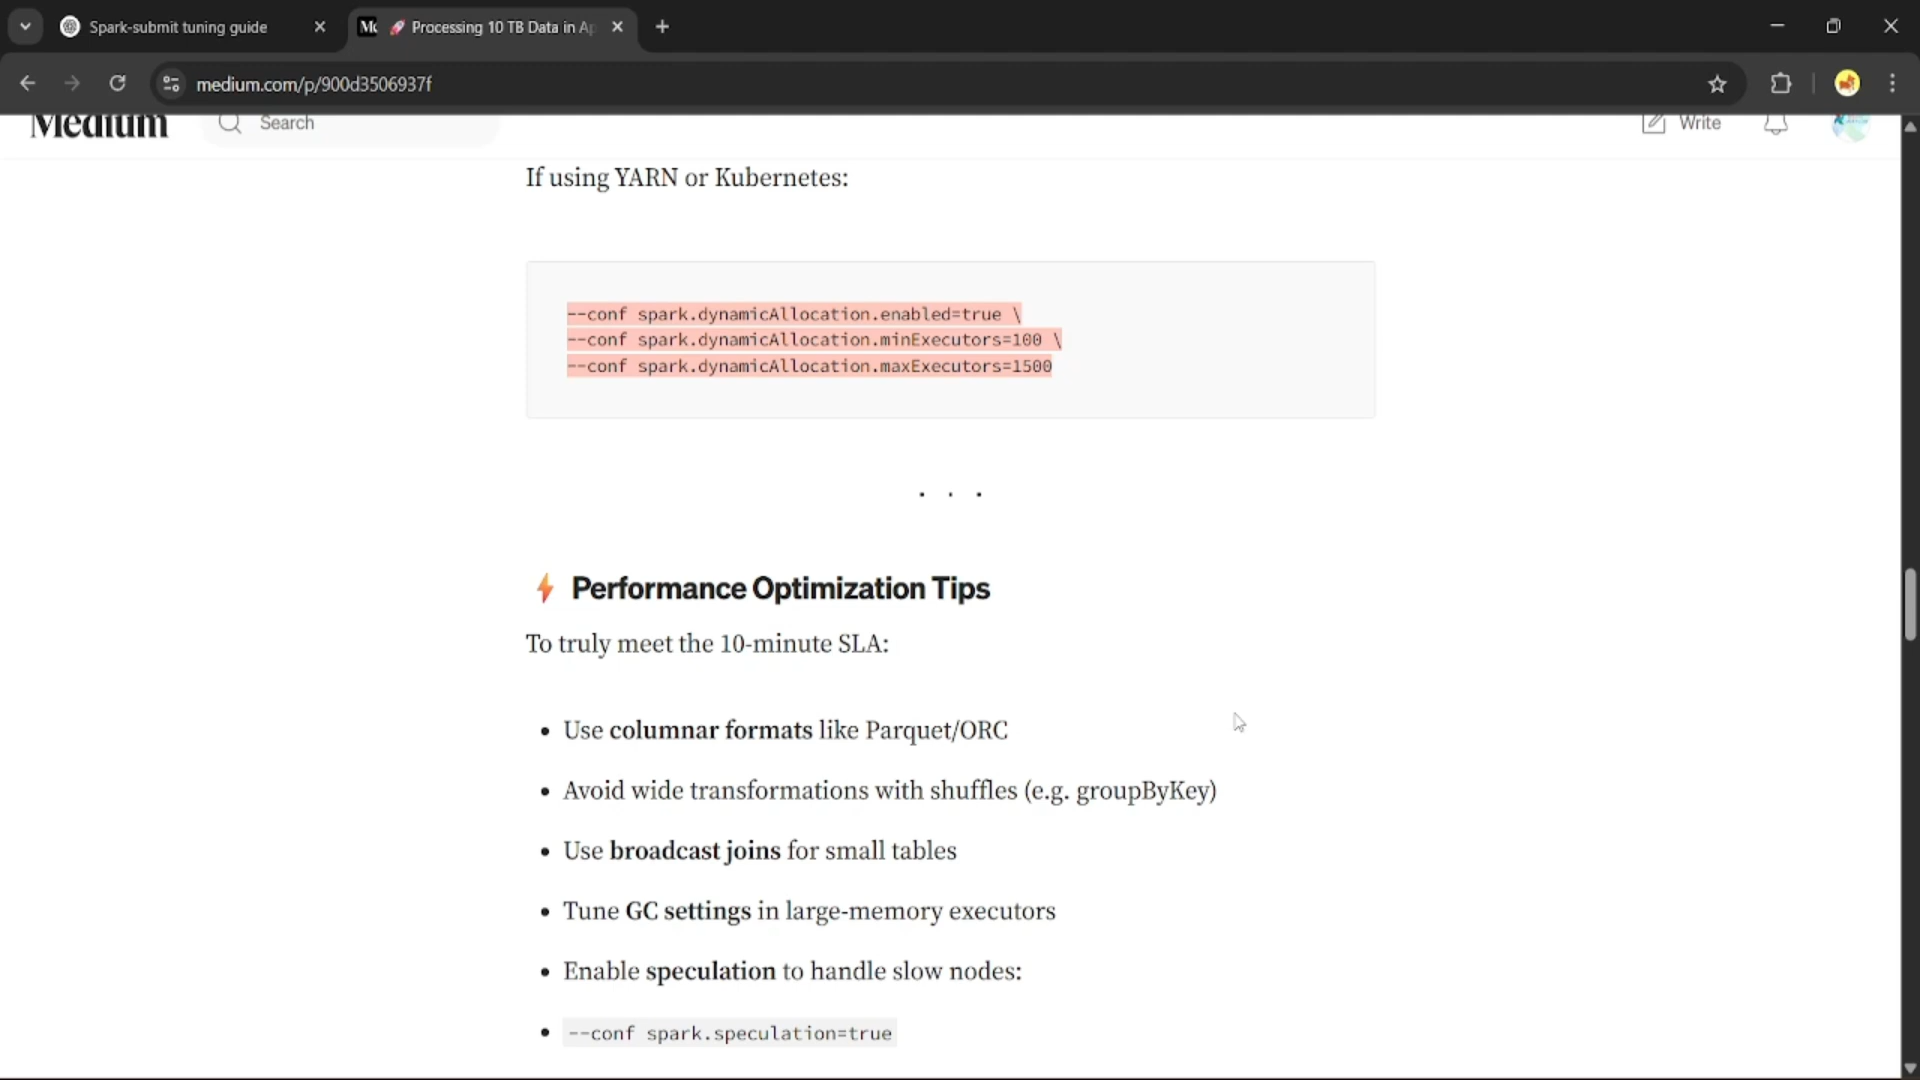 Spark-submit tuning guide
Me 🚀 Processing 10 TB Data in Ap
medium.com/p/900d3506937f
Medium
Search
Write
If using YARN or Kubernetes:
--conf spark.dynamicAllocation.enabled=true \
--conf spark.dynamicAllocation.minExecutors=100 \
--conf spark.dynamicAllocation.maxExecutors=1500
. . .
⚡ Performance Optimization Tips
To truly meet the 10-minute SLA:
• Use columnar formats like Parquet/ORC
• Avoid wide transformations with shuffles (e.g. groupByKey)
• Use broadcast joins for small tables
• Tune GC settings in large-memory executors
• Enable speculation to handle slow nodes:
• --conf spark.speculation=true